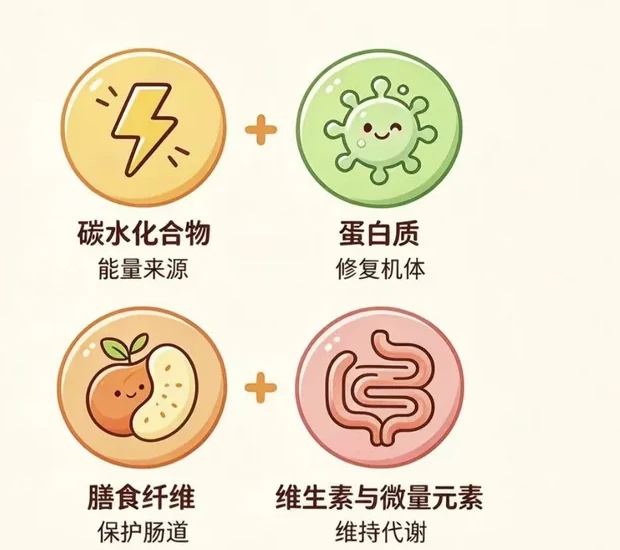 碳水化合物
能量来源
蛋白质
修复机体
膳食纤维
保护肠道
维生素与微量元素
维持代谢